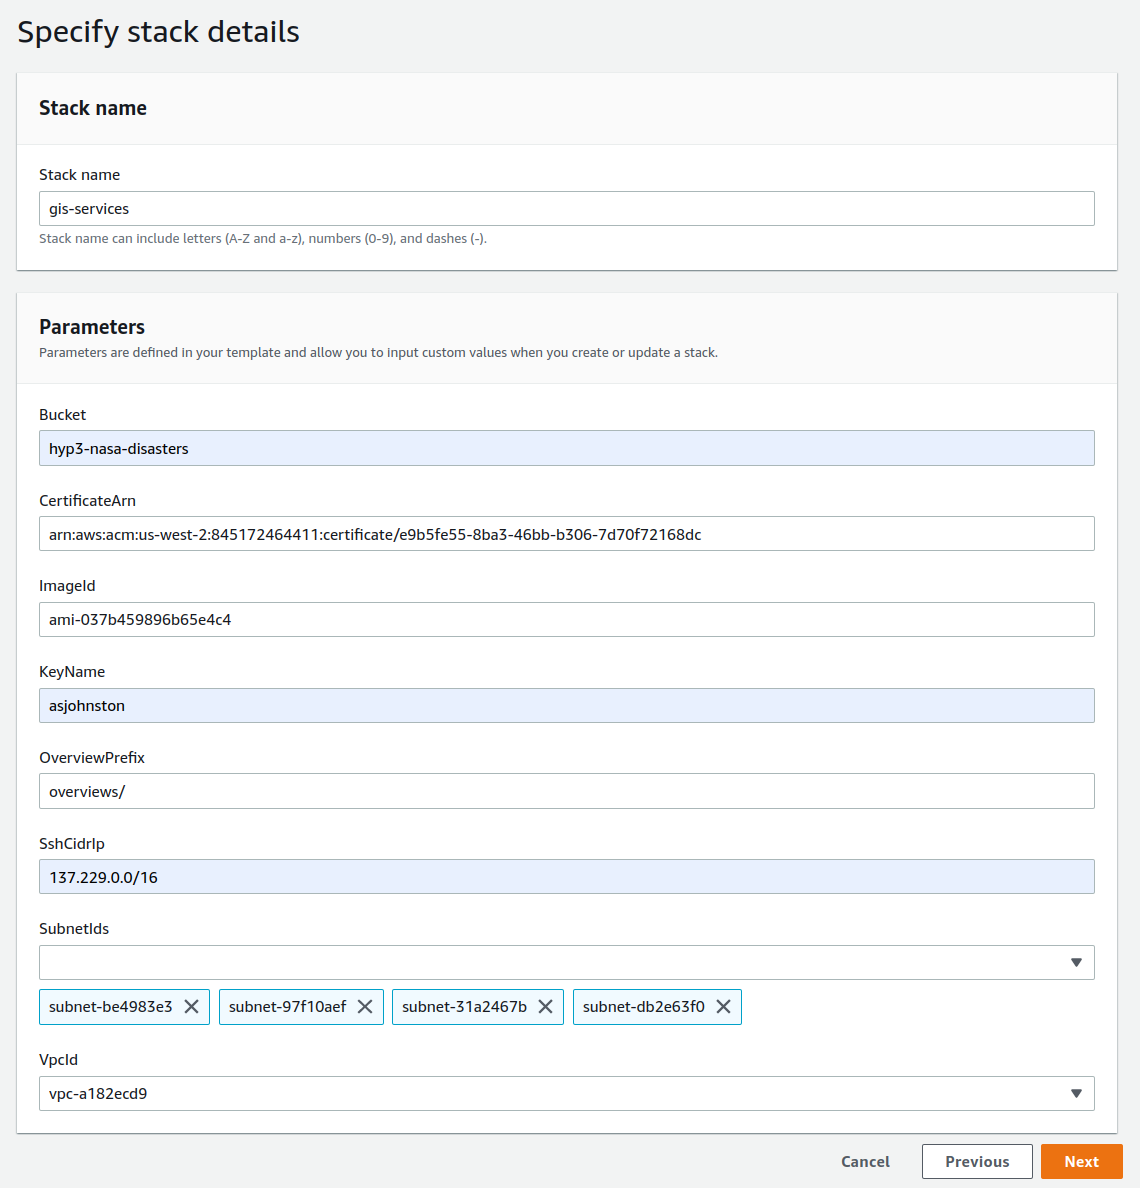 Specify stack details
Stack name
Stack name
gis-services
Stack name can include letters (A-Z and a-z), numbers (0-9), and dashes (-).
Parameters
Parameters are defined in your template and allow you to input custom values when you create or update a stack.
Bucket
hyp3-nasa-disasters
CertificateArn
arn:aws:acm:us-west-2:845172464411:certificate/e9b5fe55-8ba3-46bb-b306-7d70f72168dc
ImageId
ami-037b459896b65e4c4
KeyName
asjohnston
OverviewPrefix
overviews/
SshCidrIp
137.229.0.0/16
SubnetIds
subnet-be4983e3 subnet-97f10aef subnet-31a2467b subnet-db2e63f0
VpcId
vpc-a182ecd9
Cancel Previous Next